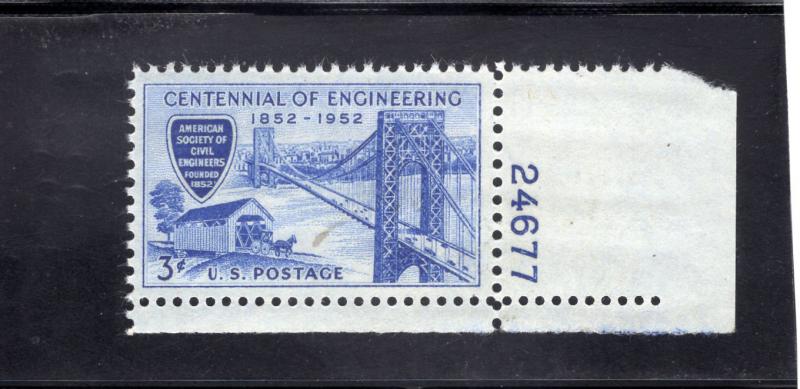 CENTENNIAL OF ENGINEERING
1852 - 1952
AMERICAN
SOCIETY OF
CIVIL
ENGINEERS
FOUNDED
1852
3¢
U.S. POSTAGE
24677